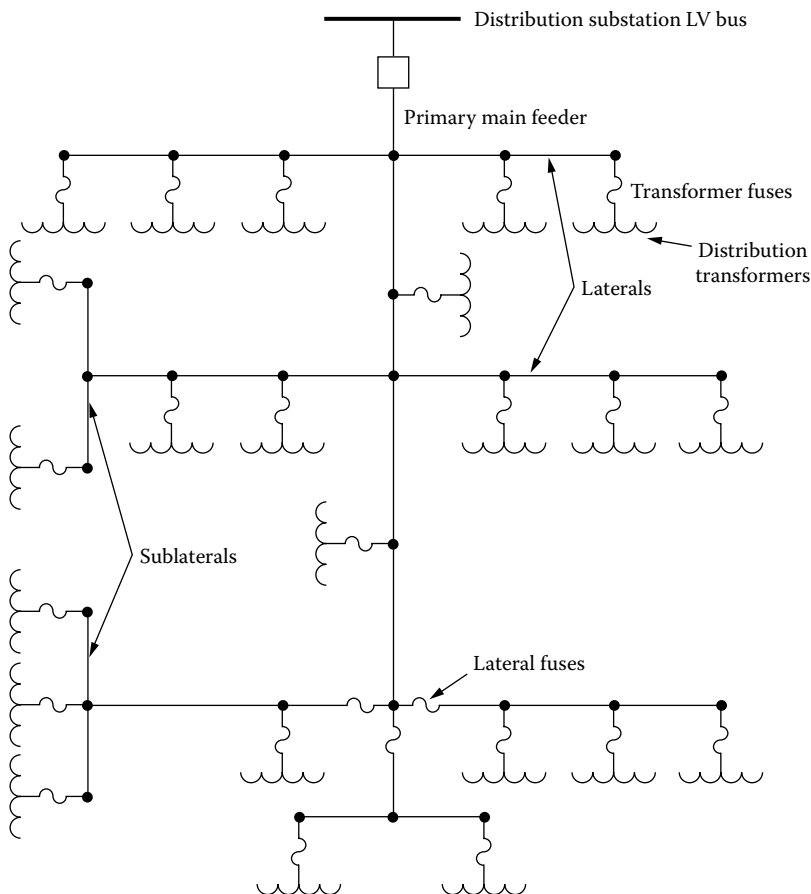 Distribution substation LV bus
Primary main feeder
Transformer fuses
Distribution
transformers
Laterals
Sublaterals
Lateral fuses